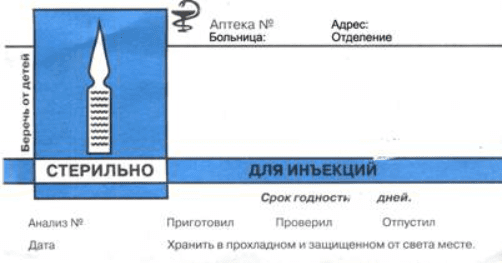 Аптека № Адрес:
Больница: Отделение
Беречь от детей
СТЕРИЛЬНО ДЛЯ ИНЪЕКЦИЙ
Срок годности дней.
Анализ № Приготовил Проверил Отпустил
Дата Хранить в прохладном и защищенном от света месте.